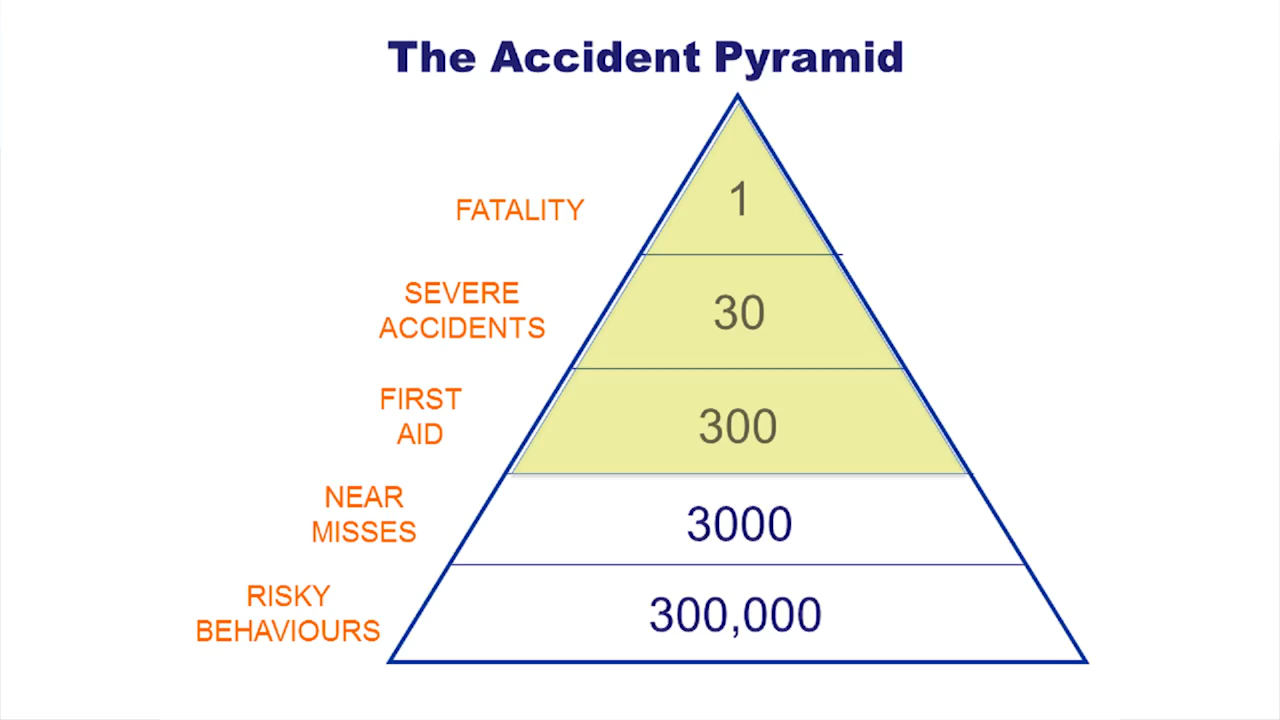 The Accident Pyramid
FATALITY
1
SEVERE
ACCIDENTS
30
FIRST
AID
300
NEAR
MISSES
3000
RISKY
BEHAVIOURS
300,000